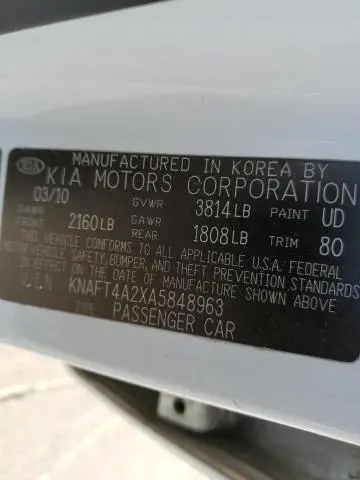 KIA MANUFACTURED IN KOREA BY
KIA MOTORS CORPORATION
03/10 GVWR 3814LB PAINT UD
GAWR FRONT 2160LB GAWR REAR 1808LB TRIM 80
THIS VEHICLE CONFORMS TO ALL APPLICABLE U.S.A. FEDERAL
MOTOR VEHICLE SAFETY, BUMPER, AND THEFT PREVENTION STANDARDS
IN EFFECT ON THE DATE OF MANUFACTURE SHOWN ABOVE
KNAFT4A2XA5848963
TYPE PASSENGER CAR